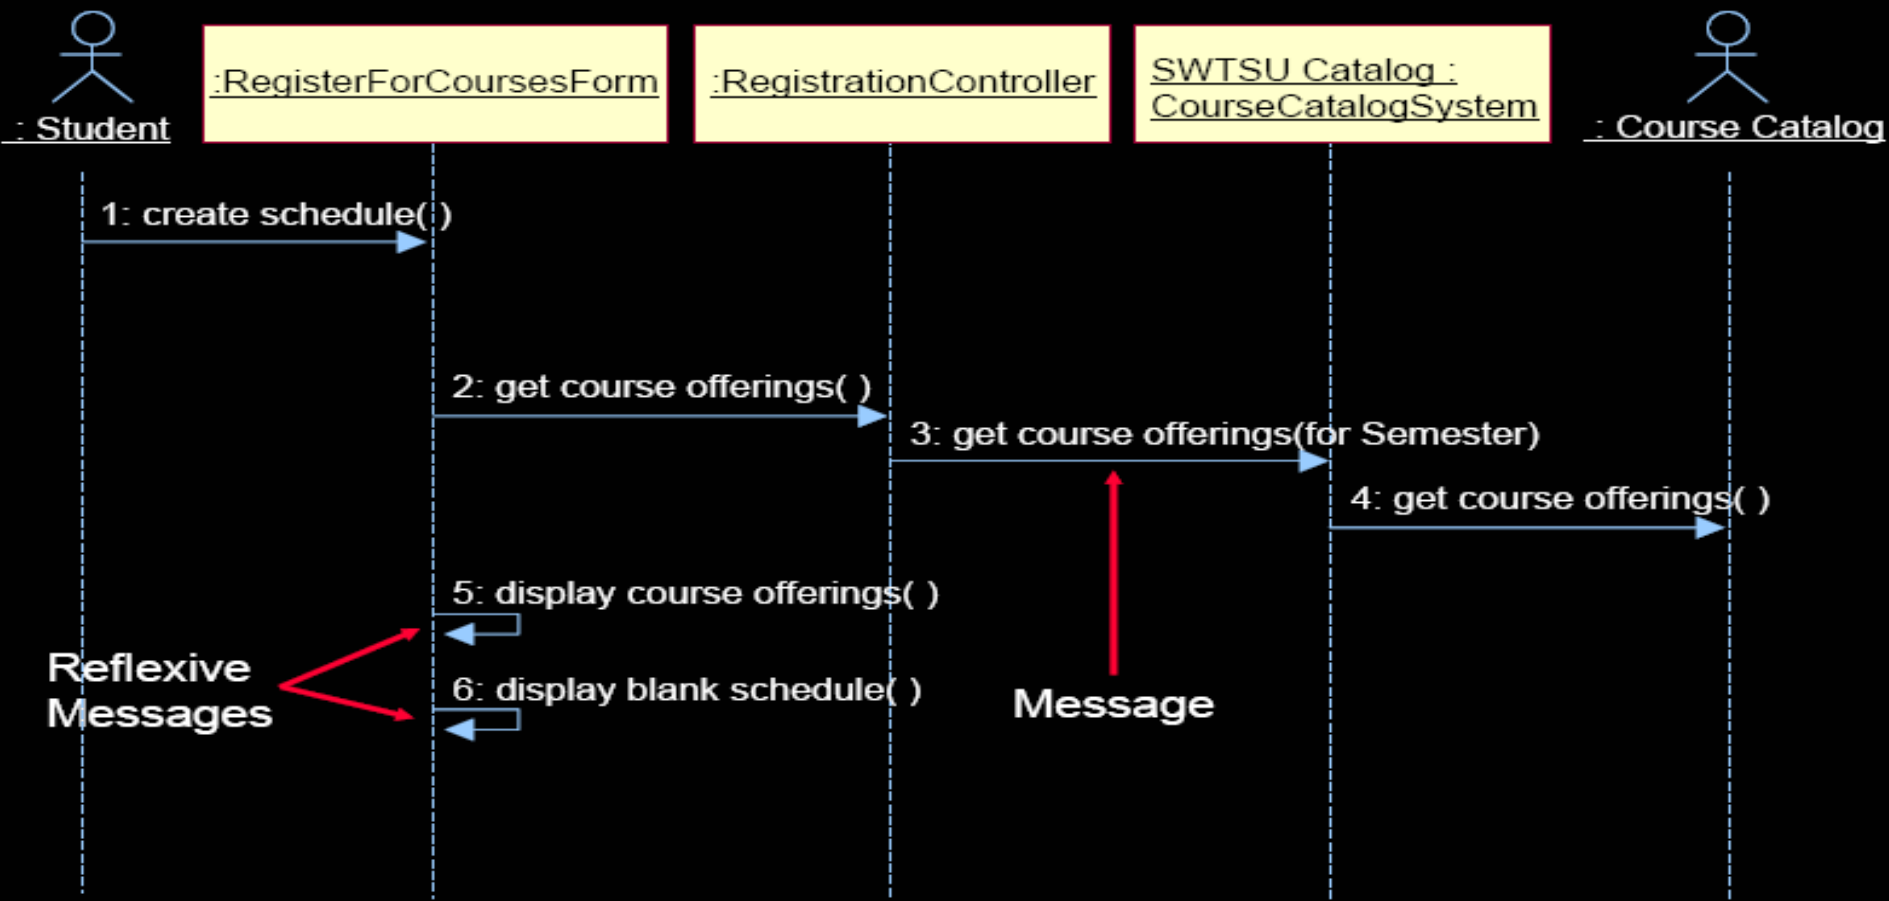 : Student
:RegisterForCoursesForm
:RegistrationController
SWTSU Catalog :
CourseCatalogSystem
: Course Catalog
1: create schedule( )
2: get course offerings( )
3: get course offerings(for Semester)
4: get course offerings( )
5: display course offerings( )
Reflexive
Messages
6: display blank schedule( )
Message